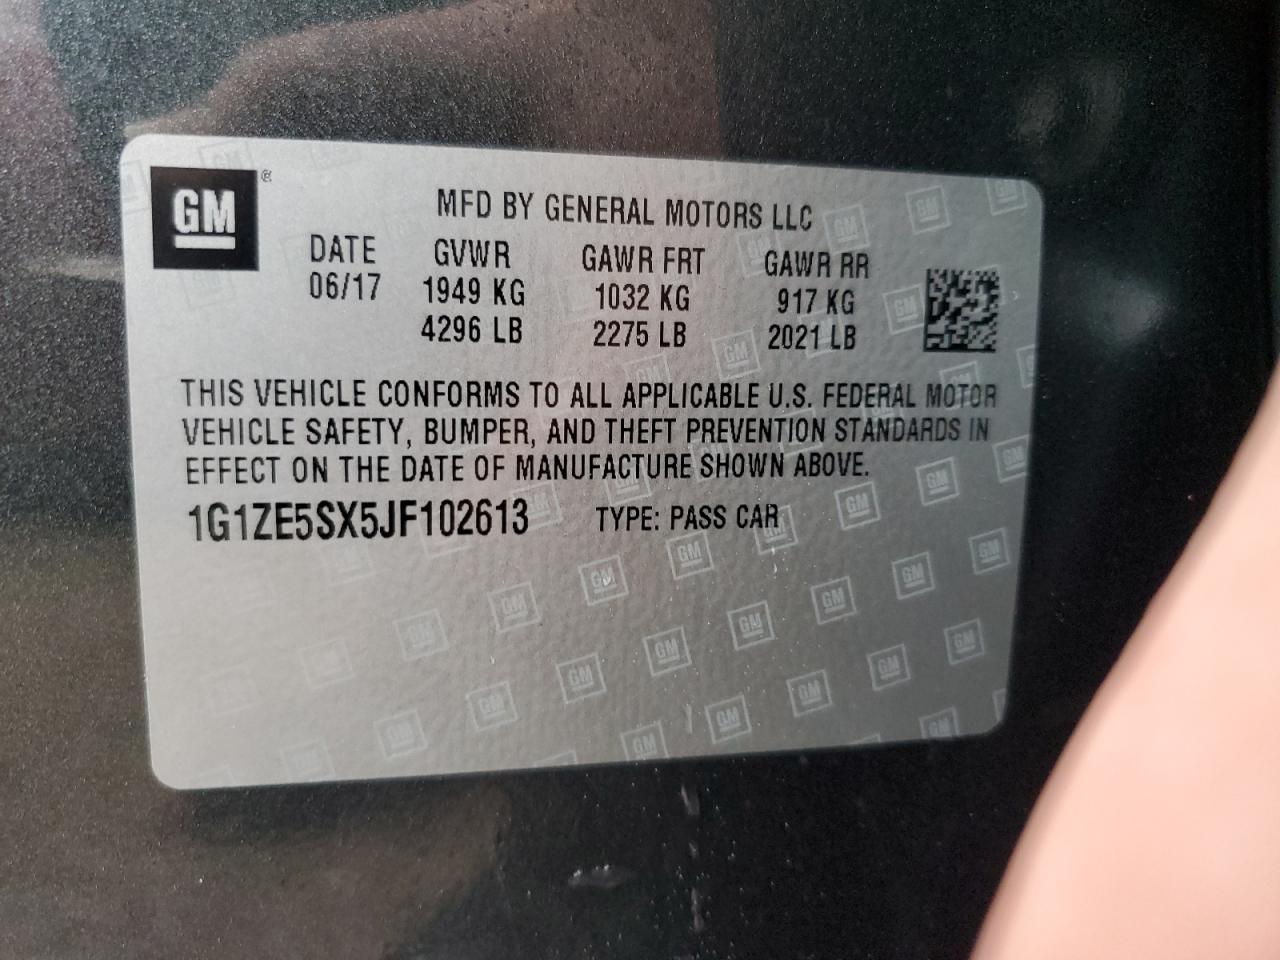 GM ®
MFD BY GENERAL MOTORS LLC
DATE GVWR GAWR FRT GAWR RR
06/17 1949 KG 1032 KG 917 KG
4296 LB 2275 LB 2021 LB
THIS VEHICLE CONFORMS TO ALL APPLICABLE U.S. FEDERAL MOTOR
VEHICLE SAFETY, BUMPER, AND THEFT PREVENTION STANDARDS IN
EFFECT ON THE DATE OF MANUFACTURE SHOWN ABOVE.
1G1ZE5SX5JF102613 TYPE: PASS CAR